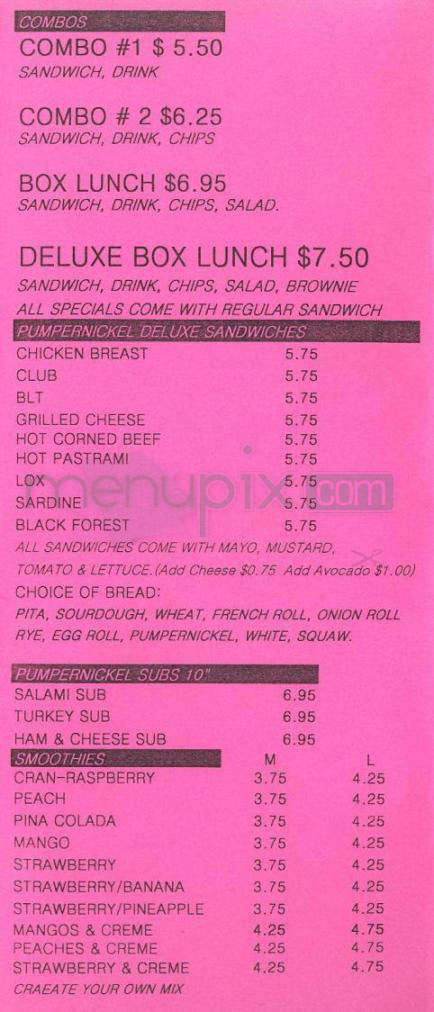 COMBOS
COMBO #1 $ 5.50
SANDWICH, DRINK
COMBO # 2 $6.25
SANDWICH, DRINK, CHIPS
BOX LUNCH $6.95
SANDWICH, DRINK, CHIPS, SALAD.
DELUXE BOX LUNCH $7.50
SANDWICH, DRINK, CHIPS, SALAD, BROWNIE
ALL SPECIALS COME WITH REGULAR SANDWICH
PUMPERNICKEL DELUXE SANDWICHES
CHICKEN BREAST 5.75
CLUB 5.75
BLT 5.75
GRILLED CHEESE 5.75
HOT CORNED BEEF 5.75
HOT PASTRAMI 5.75
LOX 5.75
menupix.com
SARDINE 5.75
BLACK FOREST 5.75
ALL SANDWICHES COME WITH MAYO, MUSTARD,
TOMATO & LETTUCE.(Add Cheese $0.75 Add Avocado $1.00)
CHOICE OF BREAD:
PITA, SOURDOUGH, WHEAT, FRENCH ROLL, ONION ROLL
RYE, EGG ROLL, PUMPERNICKEL, WHITE, SQUAW.
PUMPERNICKEL SUBS 10"
SALAMI SUB 6.95
TURKEY SUB 6.95
HAM & CHEESE SUB 6.95
SMOOTHIES M L
CRAN-RASPBERRY 3.75 4.25
PEACH 3.75 4.25
PINA COLADA 3.75 4.25
MANGO 3.75 4.25
STRAWBERRY 3.75 4.25
STRAWBERRY/BANANA 3.75 4.25
STRAWBERRY/PINEAPPLE 3.75 4.25
MANGOS & CREME 4.25 4.75
PEACHES & CREME 4.25 4.75
STRAWBERRY & CREME 4.25 4.75
CRAEATE YOUR OWN MIX